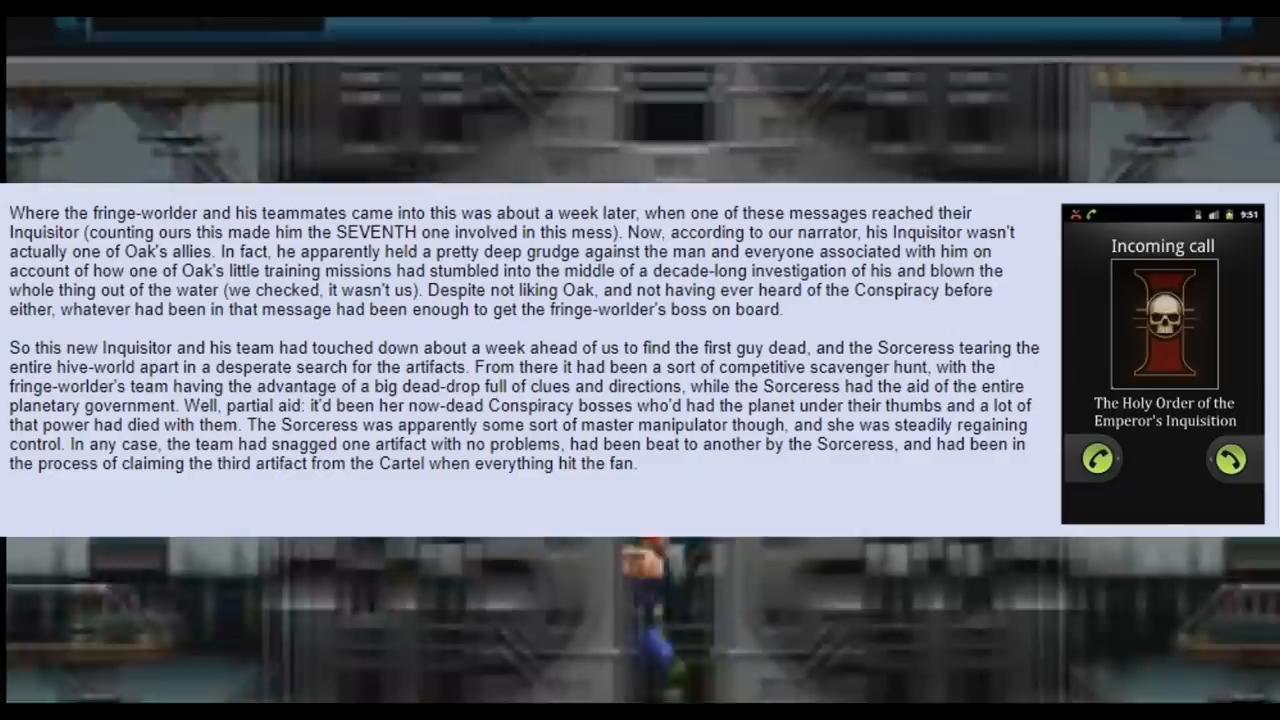 Where the fringe-worlder and his teammates came into this was about a week later, when one of these messages reached their
Inquisitor (counting ours this made him the SEVENTH one involved in this mess). Now, according to our narrator, his Inquisitor wasn't
actually one of Oak's allies. In fact, he apparently held a pretty deep grudge against the man and everyone associated with him on
account of how one of Oak's little training missions had stumbled into the middle of a decade-long investigation of his and blown the
whole thing out of the water (we checked, it wasn't us). Despite not liking Oak, and not having ever heard of the Conspiracy before
either, whatever had been in that message had been enough to get the fringe-worlder's boss on board.
So this new Inquisitor and his team had touched down about a week ahead of us to find the first guy dead, and the Sorceress tearing the
entire hive-world apart in a desperate search for the artifacts. From there it had been a sort of competitive scavenger hunt, with the
fringe-worlder's team having the advantage of a big dead-drop full of clues and directions, while the Sorceress had the aid of the entire
planetary government. Well, partial aid: it'd been her now-dead Conspiracy bosses who'd had the planet under their thumbs and a lot of
that power had died with them. The Sorceress was apparently some sort of master manipulator though, and she was steadily regaining
control. In any case, the team had snagged one artifact with no problems, had been beat to another by the Sorceress, and had been in
the process of claiming the third artifact from the Cartel when everything hit the fan.
9:51
Incoming call
The Holy Order of the
Emperor's Inquisition